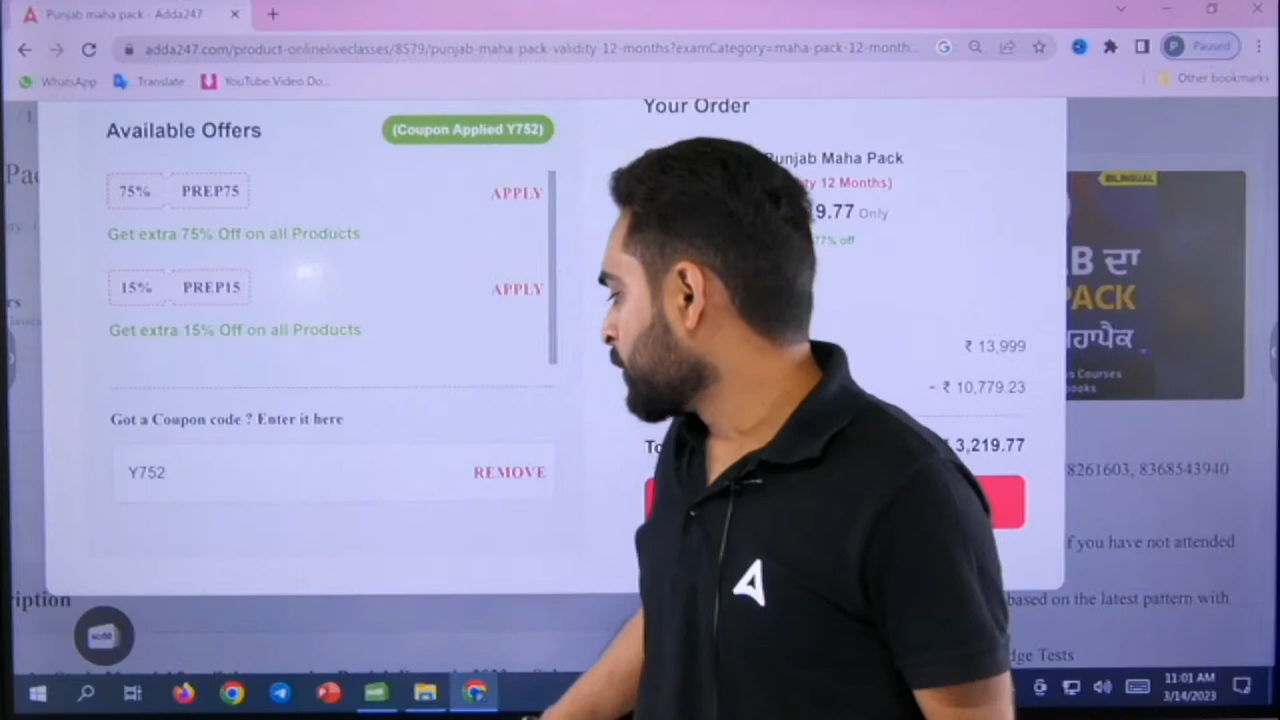 Punjab maha pack - Adda247
adda247.com/product-onlineliveclasses/8579/punjab-maha-pack-validity-12-months?examCategory=maha-pack-12-month...
Paused
WhatsApp
Translate
YouTube Video Do...
Other bookmarks
Available Offers
(Coupon Applied Y752)
75%
PREP75
APPLY
Get extra 75% Off on all Products
15%
PREP15
APPLY
Get extra 15% Off on all Products
Got a Coupon code ? Enter it here
Y752
REMOVE
Your Order
Punjab Maha Pack
12 Months)
9.77 Only
77% off
₹ 13,999
- ₹ 10,779.23
3,219.77
BILINGUAL
ਦਾ
PACK
Courses
8261603, 8368543940
f you have not attended
based on the latest pattern with
Tests
11:01 AM
3/14/2023